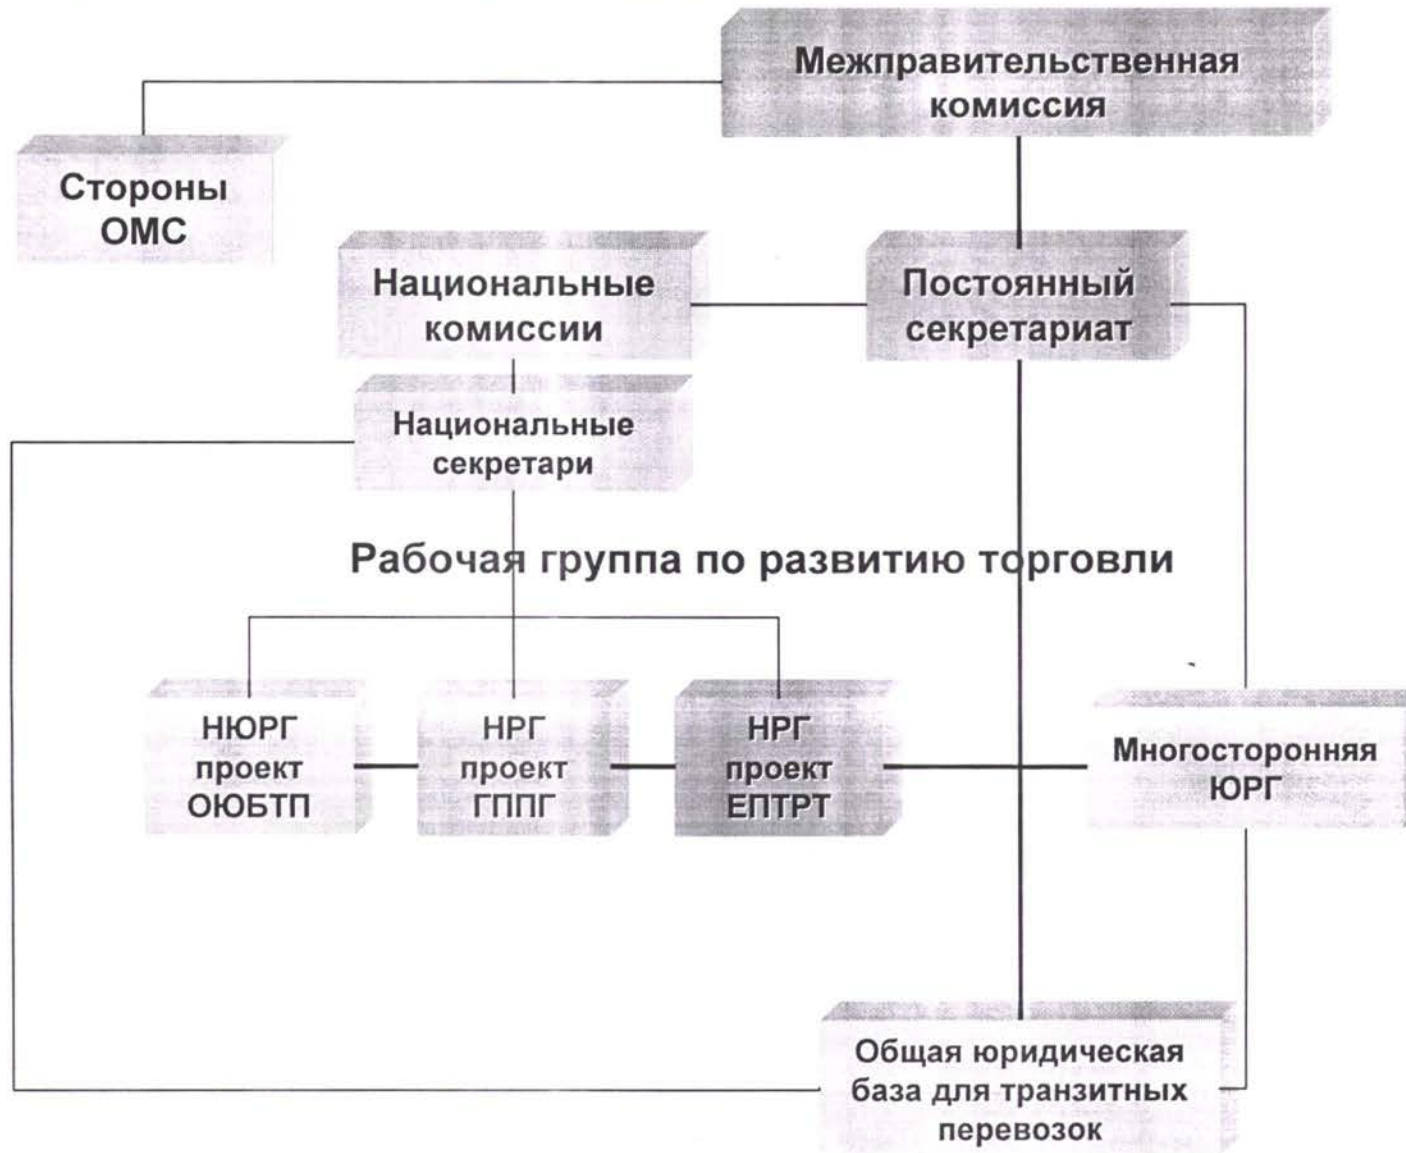 Межправительственная
комиссия
Стороны
ОМС
Национальные
комиссии
Постоянный
секретариат
Национальные
секретари
Рабочая группа по развитию торговли
НЮРГ
проект
ОЮБТП
НРГ
проект
ГППГ
НРГ
проект
ЕПТРТ
Многосторонняя
ЮРГ
Общая юридическая
база для транзитных
перевозок